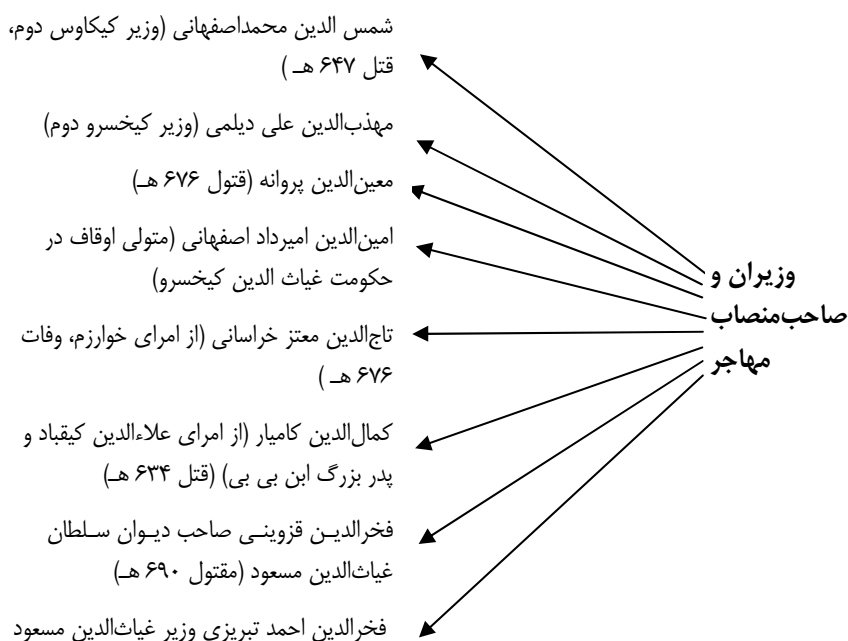 شمس الدین محمداصفهانی (وزیر کیکاوس دوم،
قتل ۶۴۷ هـ )
مهذب‌الدین علی دیلمی (وزیر کیخسرو دوم)
معین‌الدین پروانه (قتول ۶۷۶ هـ)
امین‌الدین امیرداد اصفهانی (متولی اوقاف در
حکومت غیاث الدین کیخسرو)
تاج‌الدین معتز خراسانی (از امرای خوارزم، وفات
۶۷۶ هـ )
کمال‌الدین کامیار (از امرای علاءالدین کیقباد و
پدر بزرگ ابن بی بی) (قتل ۶۳۴ هـ)
فخرالدین قزوینی صاحب دیوان سلطان
غیاث‌الدین مسعود (مقتول ۶۹۰ هـ)
فخرالدین احمد تبریزی وزیر غیاث‌الدین مسعود
وزیران و
صاحب‌منصاب
مهاجر